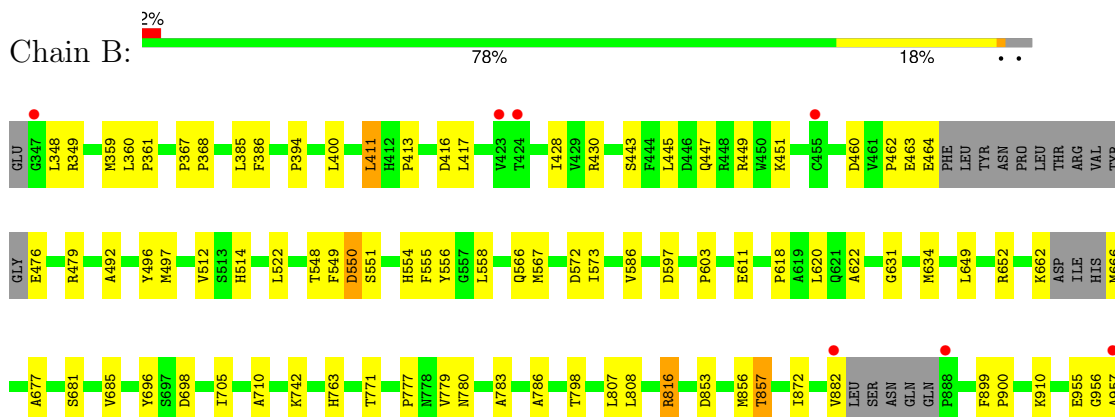 2%
Chain B:
78% 18% • •
GLU G347 L348 R349 M359 L360 P361 P367 P368 L385 F386 P394 L400 L411 H412 P413 D416 L417 V423 T424 I428 V429 R430 S443 F444 L445 D446 Q447 R448 R449 W450 K451 C455 D460 V461 P462 E463 E464 PHE LEU TYR ASN PRO LEU THR ARG VAL TYR
GLY E476 R479 A492 Y496 M497 V512 S513 H514 L522 T548 F549 D550 S551 H554 F555 Y556 G557 L558 Q566 M567 D572 I573 V586 D597 P603 E611 P618 A619 L620 Q621 A622 G631 M634 L649 R652 K662 ASP ILE HIS M666
A677 S681 V685 Y696 S697 D698 I705 A710 K742 H763 T771 P777 N778 V779 N780 A783 A786 T798 L807 L808 R816 D853 M856 T857 I872 V882 LEU SER ASN GLN GLN P888 F899 P900 K910 E955 G956 R957